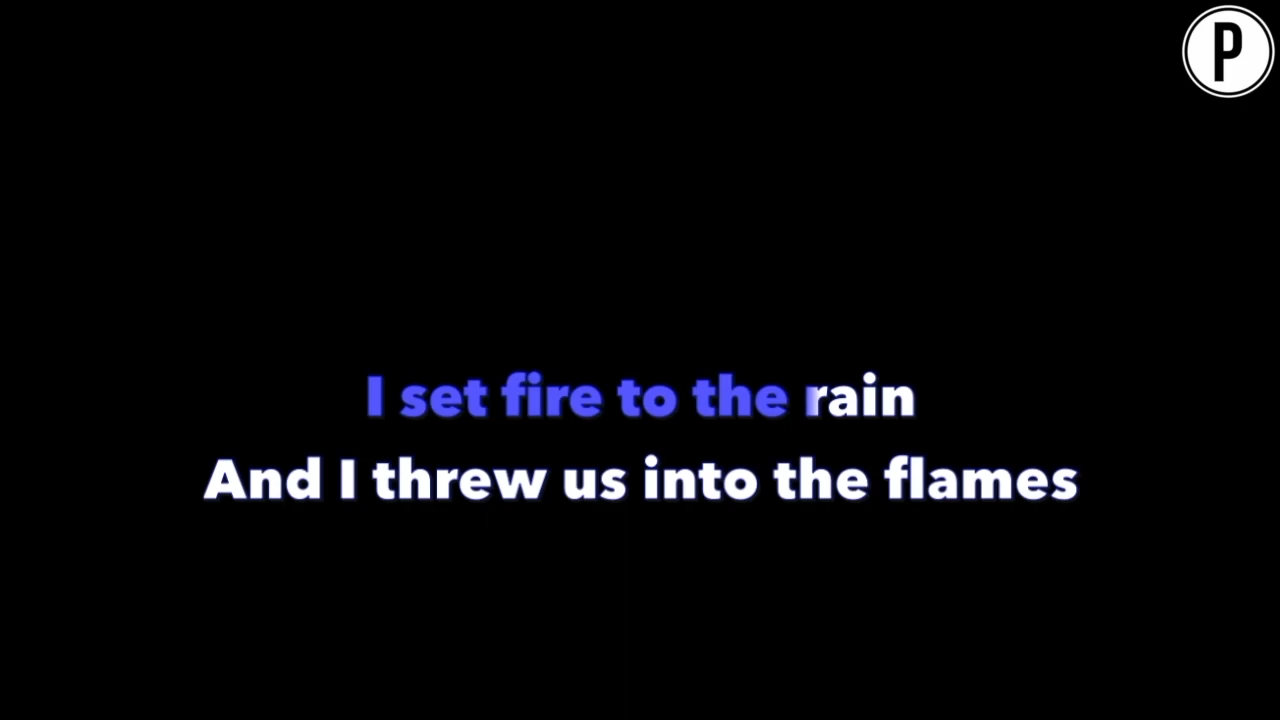 P
I set fire to the rain
And I threw us into the flames